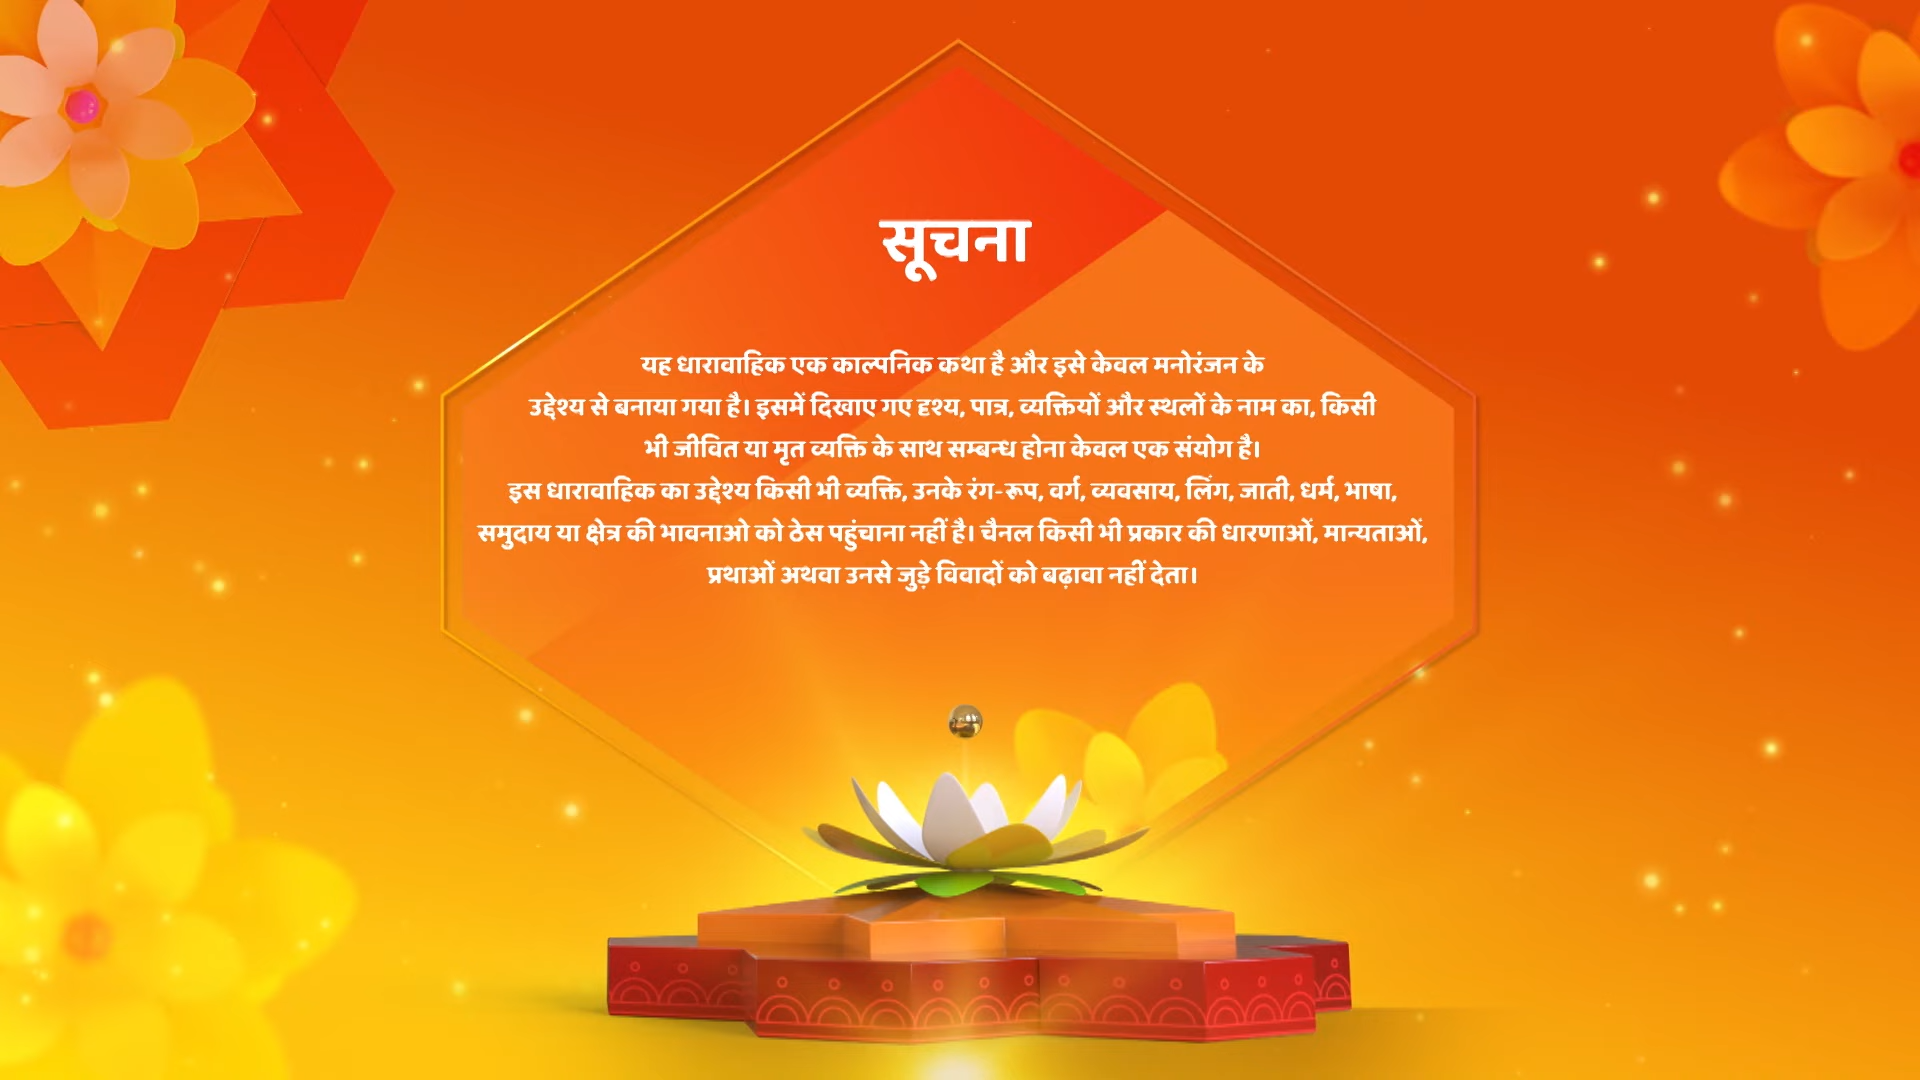 सूचना
यह धारावाहिक एक काल्पनिक कथा है और इसे केवल मनोरंजन के
उद्देश्य से बनाया गया है। इसमें दिखाए गए दृश्य, पात्र, व्यक्तियों और स्थलों के नाम का, किसी
भी जीवित या मृत व्यक्ति के साथ सम्बन्ध होना केवल एक संयोग है।
इस धारावाहिक का उद्देश्य किसी भी व्यक्ति, उनके रंग-रूप, वर्ग, व्यवसाय, लिंग, जाती, धर्म, भाषा,
समुदाय या क्षेत्र की भावनाओ को ठेस पहुंचाना नहीं है। चैनल किसी भी प्रकार की धारणाओं, मान्यताओं,
प्रथाओं अथवा उनसे जुड़े विवादों को बढ़ावा नहीं देता।